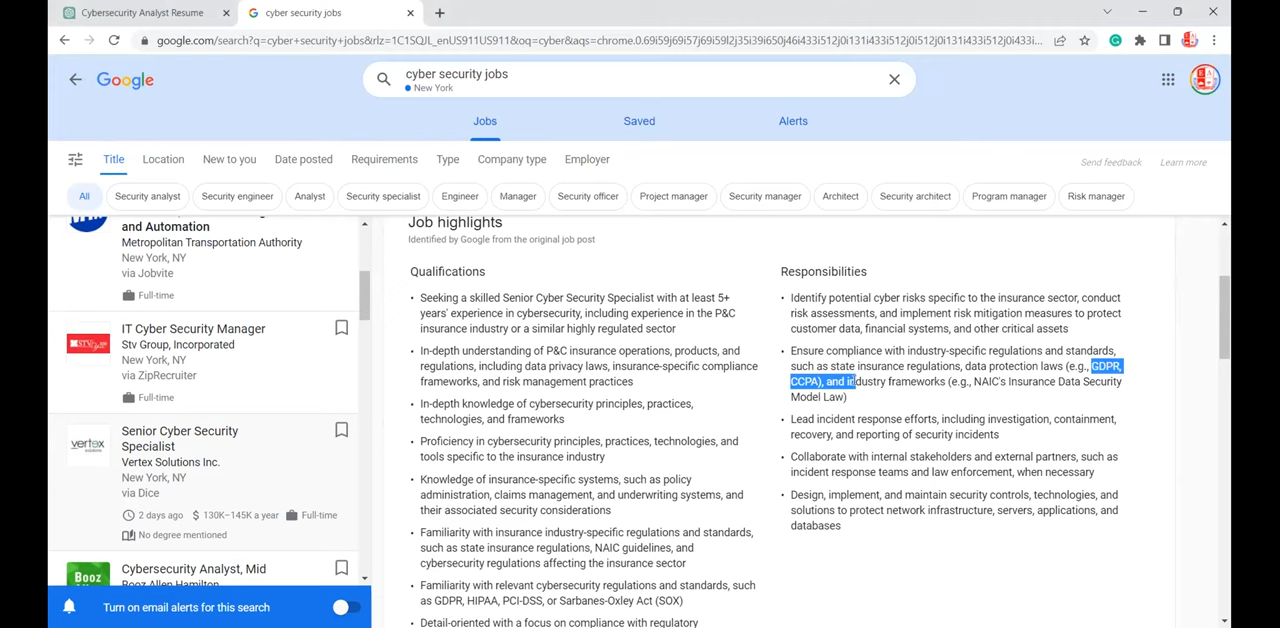 Cybersecurity Analyst Resume
cyber security jobs
google.com/search?q=cyber+security+jobs&rlz=1C1SQJL_enUS911US911&oq=cyber&aqs=chrome.0.69i59j69i57j69i59l2j35i39i650j46i433i512j0i131i433i512j0i512j0i131i433i512j0i433i...
Google
cyber security jobs
New York
Jobs
Saved
Alerts
Title
Location
New to you
Date posted
Requirements
Type
Company type
Employer
Send feedback
Learn more
All
Security analyst
Security engineer
Analyst
Security specialist
Engineer
Manager
Security officer
Project manager
Security manager
Architect
Security architect
Program manager
Risk manager
and Automation
Metropolitan Transportation Authority
New York, NY
via Jobvite
Full-time
STV
IT Cyber Security Manager
Stv Group, Incorporated
New York, NY
via ZipRecruiter
Full-time
vertex
solutions
Senior Cyber Security
Specialist
Vertex Solutions Inc.
New York, NY
via Dice
2 days ago
130K–145K a year
Full-time
No degree mentioned
Booz
Cybersecurity Analyst, Mid
Booz Allen Hamilton
Turn on email alerts for this search
Job highlights
Identified by Google from the original job post
Qualifications
• Seeking a skilled Senior Cyber Security Specialist with at least 5+
years' experience in cybersecurity, including experience in the P&C
insurance industry or a similar highly regulated sector
• In-depth understanding of P&C insurance operations, products, and
regulations, including data privacy laws, insurance-specific compliance
frameworks, and risk management practices
• In-depth knowledge of cybersecurity principles, practices,
technologies, and frameworks
• Proficiency in cybersecurity principles, practices, technologies, and
tools specific to the insurance industry
• Knowledge of insurance-specific systems, such as policy
administration, claims management, and underwriting systems, and
their associated security considerations
• Familiarity with insurance industry-specific regulations and standards,
such as state insurance regulations, NAIC guidelines, and
cybersecurity regulations affecting the insurance sector
• Familiarity with relevant cybersecurity regulations and standards, such
as GDPR, HIPAA, PCI-DSS, or Sarbanes-Oxley Act (SOX)
• Detail-oriented with a focus on compliance with regulatory
Responsibilities
• Identify potential cyber risks specific to the insurance sector, conduct
risk assessments, and implement risk mitigation measures to protect
customer data, financial systems, and other critical assets
• Ensure compliance with industry-specific regulations and standards,
such as state insurance regulations, data protection laws (e.g., GDPR,
CCPA), and industry frameworks (e.g., NAIC's Insurance Data Security
Model Law)
• Lead incident response efforts, including investigation, containment,
recovery, and reporting of security incidents
• Collaborate with internal stakeholders and external partners, such as
incident response teams and law enforcement, when necessary
• Design, implement, and maintain security controls, technologies, and
solutions to protect network infrastructure, servers, applications, and
databases